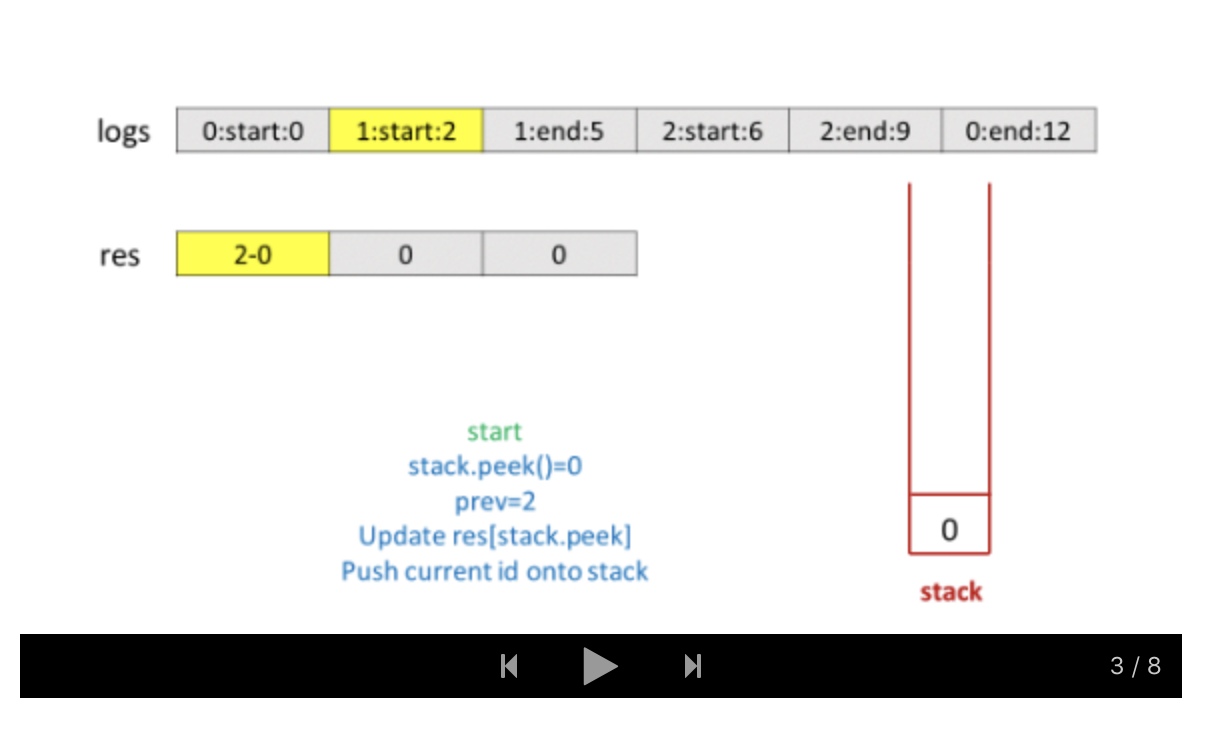 logs 0:start:0 1:start:2 1:end:5 2:start:6 2:end:9 0:end:12
res 2-0 0 0
start
stack.peek()=0
prev=2
Update res[stack.peek]
Push current id onto stack
0
stack
3 / 8